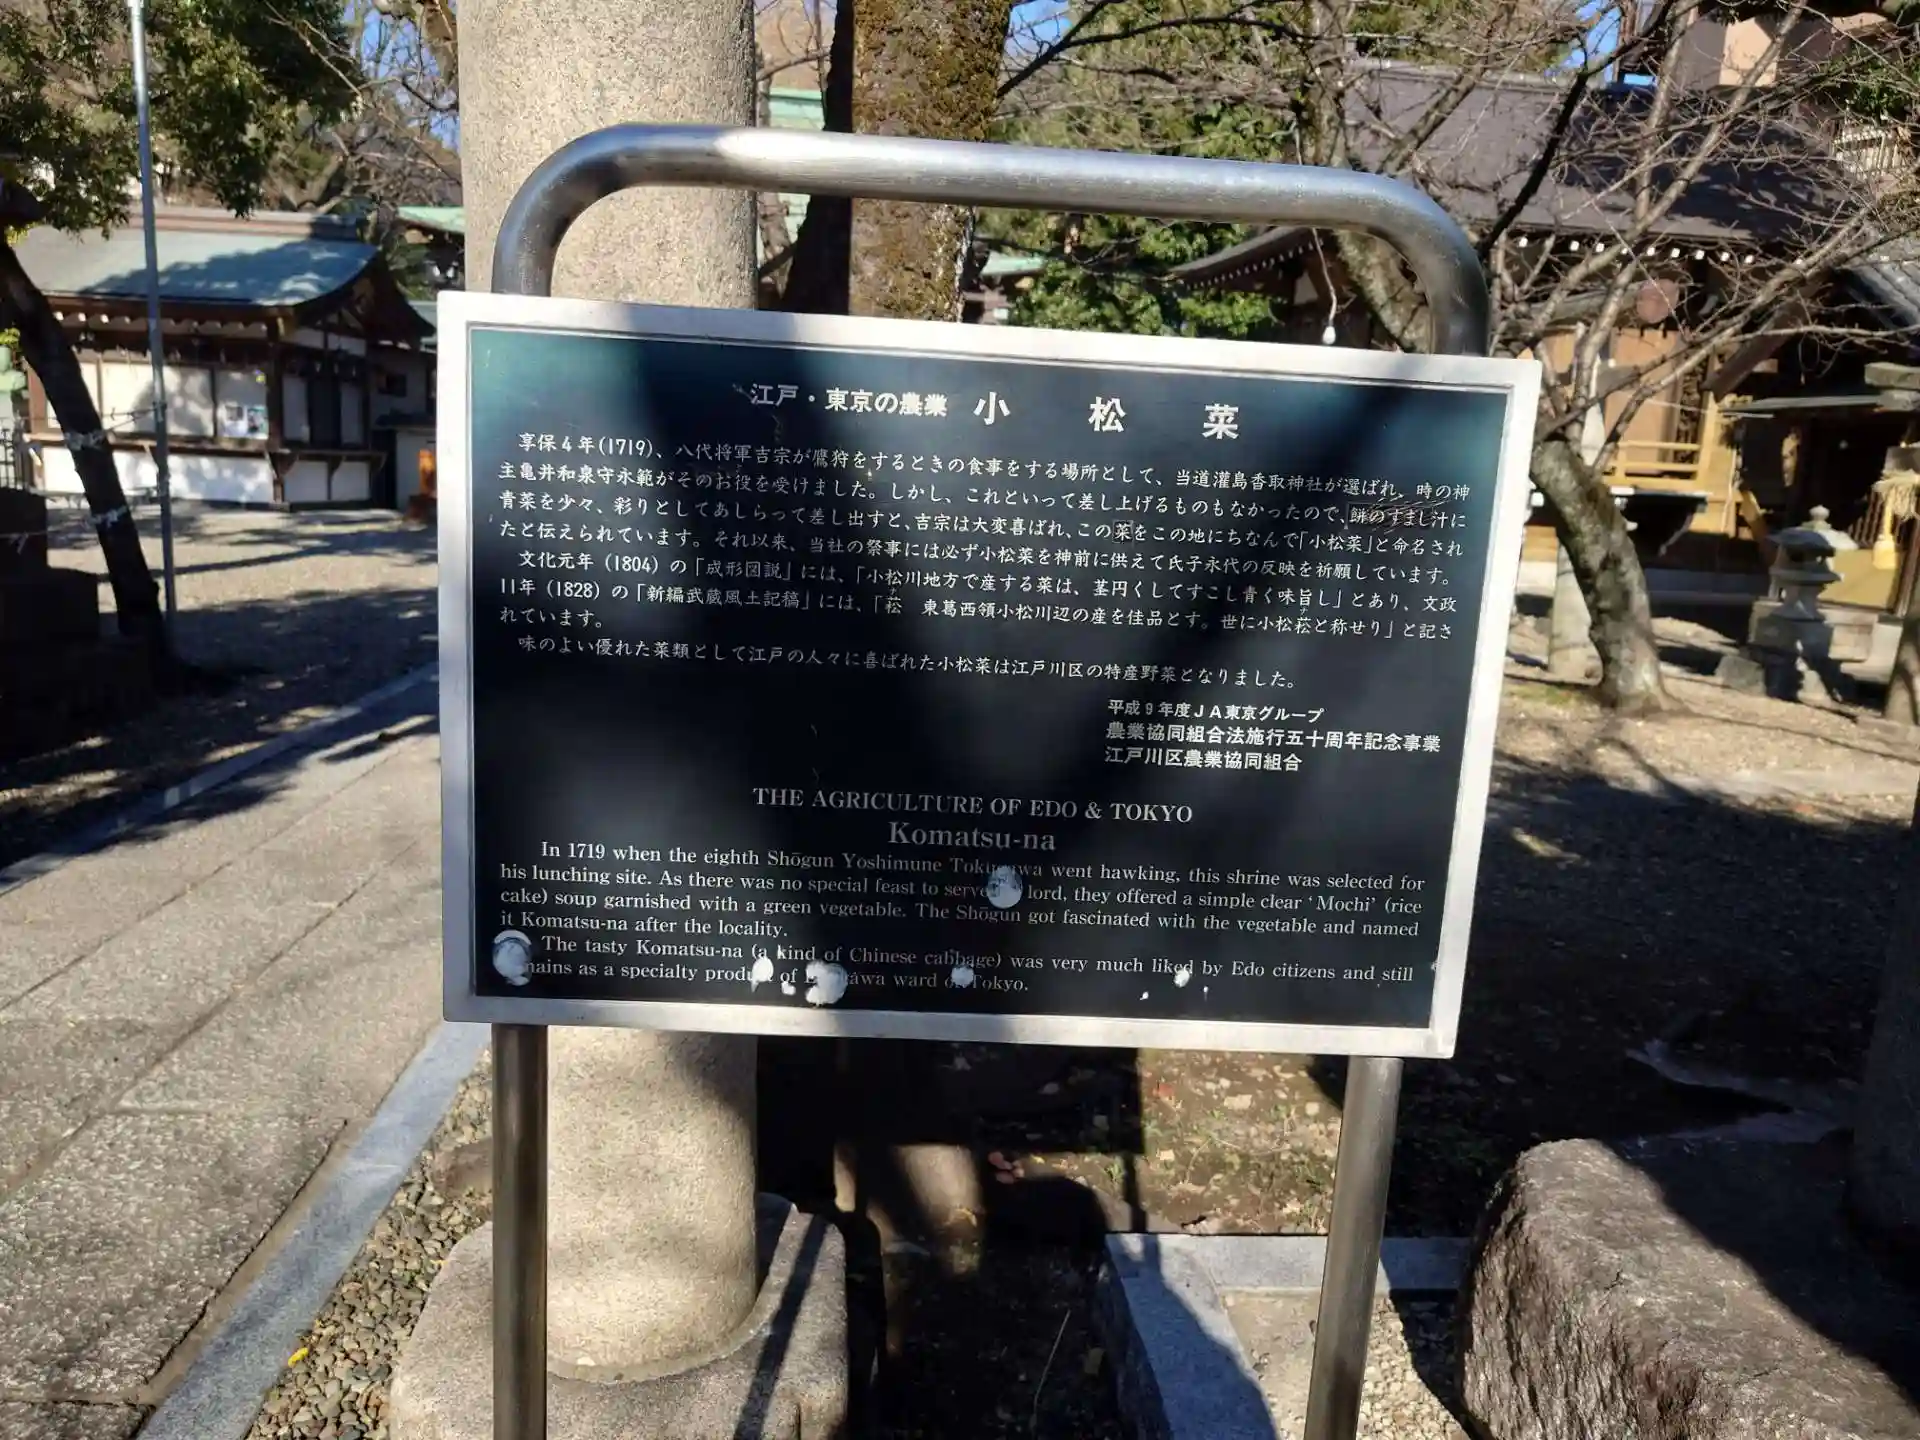 江戸・東京の農業 小松菜
享保4年(1719)、八代将軍吉宗が鷹狩をするときの食事をする場所として、当道灌島香取神社が選ばれ、時の神
主亀井和泉守永範がそのお役を受けました。しかし、これといって差し上げるものもなかったので、餅のすまし汁に
青菜を少々、彩りとしてあしらって差し出すと、吉宗は大変喜ばれ、この菜をこの地にちなんで「小松菜」と命名され
たと伝えられています。それ以来、当社の祭事には必ず小松菜を神前に供えて氏子永代の反映を祈願しています。
文化元年(1804)の「成形図説」には、「小松川地方で産する菜は、茎円くしてすこし青く味旨し」とあり、文政
11年(1828)の「新編武蔵風土記稿」には、「菘 東葛西領小松川辺の産を佳品とす。世に小松菘と称せり」と記さ
れています。
味のよい優れた菜類として江戸の人々に喜ばれた小松菜は江戸川区の特産野菜となりました。
平成9年度JA東京グループ
農業協同組合法施行五十周年記念事業
江戸川区農業協同組合
THE AGRICULTURE OF EDO & TOKYO
Komatsu-na
In 1719 when the eighth Shōgun Yoshimune Tokugawa went hawking, this shrine was selected for
his lunching site. As there was no special feast to serve lord, they offered a simple clear 'Mochi' (rice
cake) soup garnished with a green vegetable. The Shōgun got fascinated with the vegetable and named
it Komatsu-na after the locality.
The tasty Komatsu-na (a kind of Chinese cabbage) was very much liked by Edo citizens and still
remains as a specialty product of ward of Tokyo.